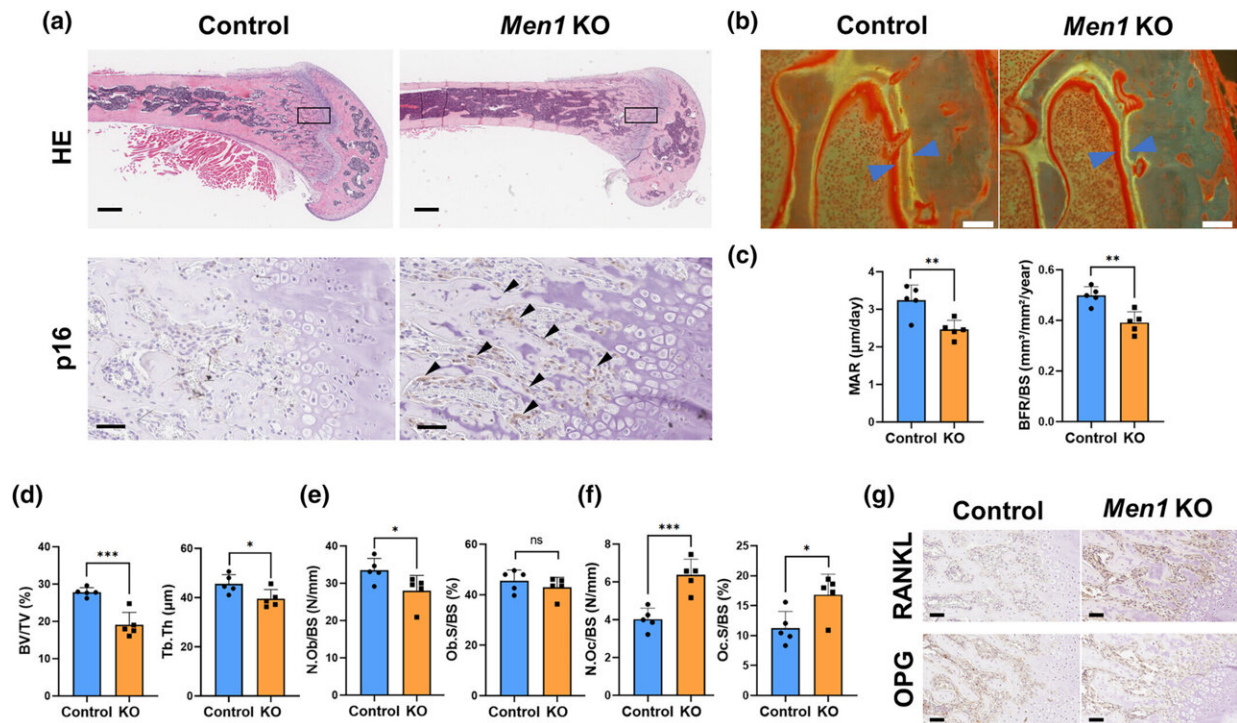 (a)
Control
Men1 KO
HE
p16
(b)
Control
Men1 KO
(c)
**
MAR (µm/day)
4
3
2
1
0
Control KO
**
BFR/BS (mm³/mm²/year)
0.6
0.4
0.2
0.0
Control KO
(d)
***
BV/TV (%)
40
30
20
10
0
Control KO
*
Tb.Th (µm)
60
40
20
0
Control KO
(e)
*
N.Ob/BS (N/mm)
40
30
20
10
0
Control KO
ns
Ob.S/BS (%)
60
40
20
0
Control KO
(f)
***
N.Oc/BS (N/mm)
8
6
4
2
0
Control KO
*
Oc.S/BS (%)
25
20
15
10
5
0
Control KO
(g)
Control
Men1 KO
RANKL
OPG